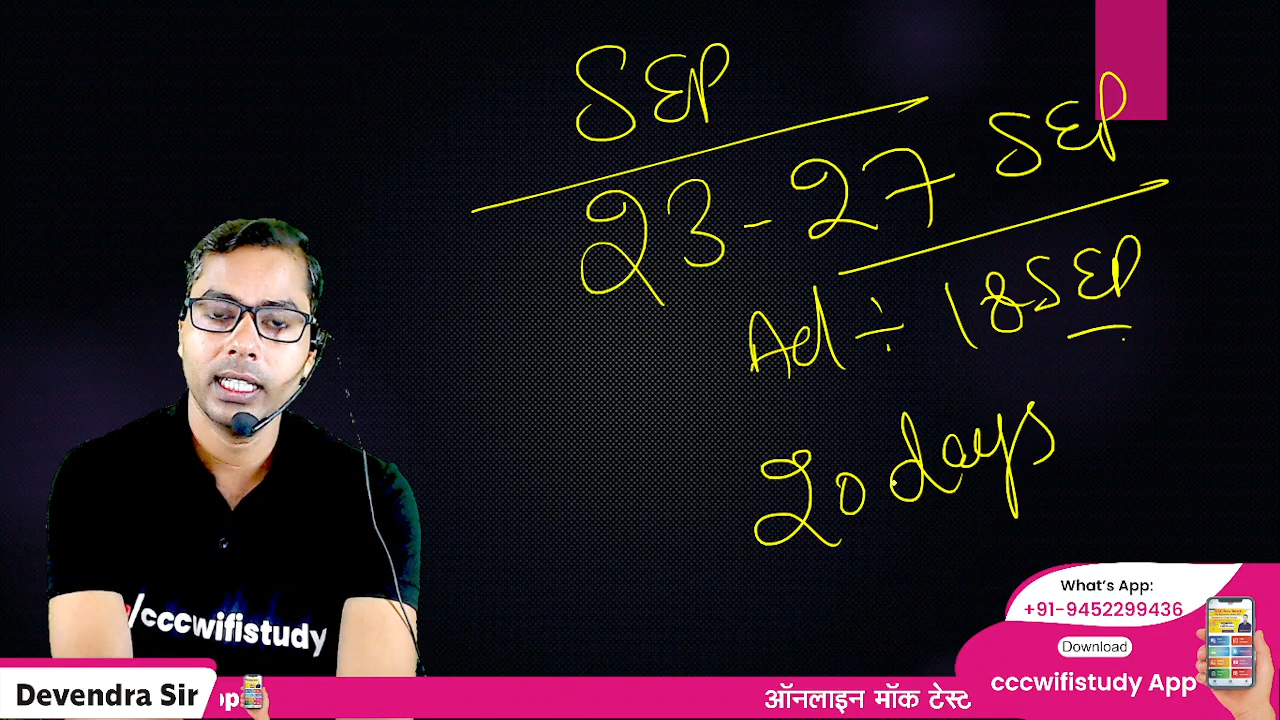 SEP
23-27 SEP
Ad ÷ 18 SEP
20 days
/cccwifistudy
What's App:
+91-9452299436
Download
cccwifistudy App
Devendra Sir
pp
ऑनलाइन मॉक टेस्ट